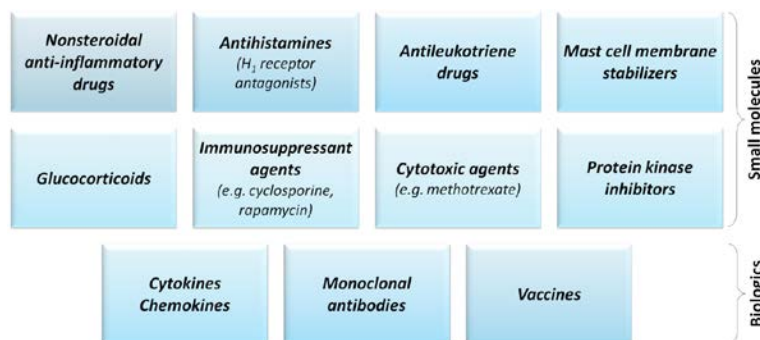 Nonsteroidal
anti-inflammatory
drugs
Antihistamines
(H₁ receptor
antagonists)
Antileukotriene
drugs
Mast cell membrane
stabilizers
Small molecules
Glucocorticoids
Immunosuppressant
agents
(e.g. cyclosporine,
rapamycin)
Cytotoxic agents
(e.g. methotrexate)
Protein kinase
inhibitors
Cytokines
Chemokines
Monoclonal
antibodies
Vaccines
Biologics